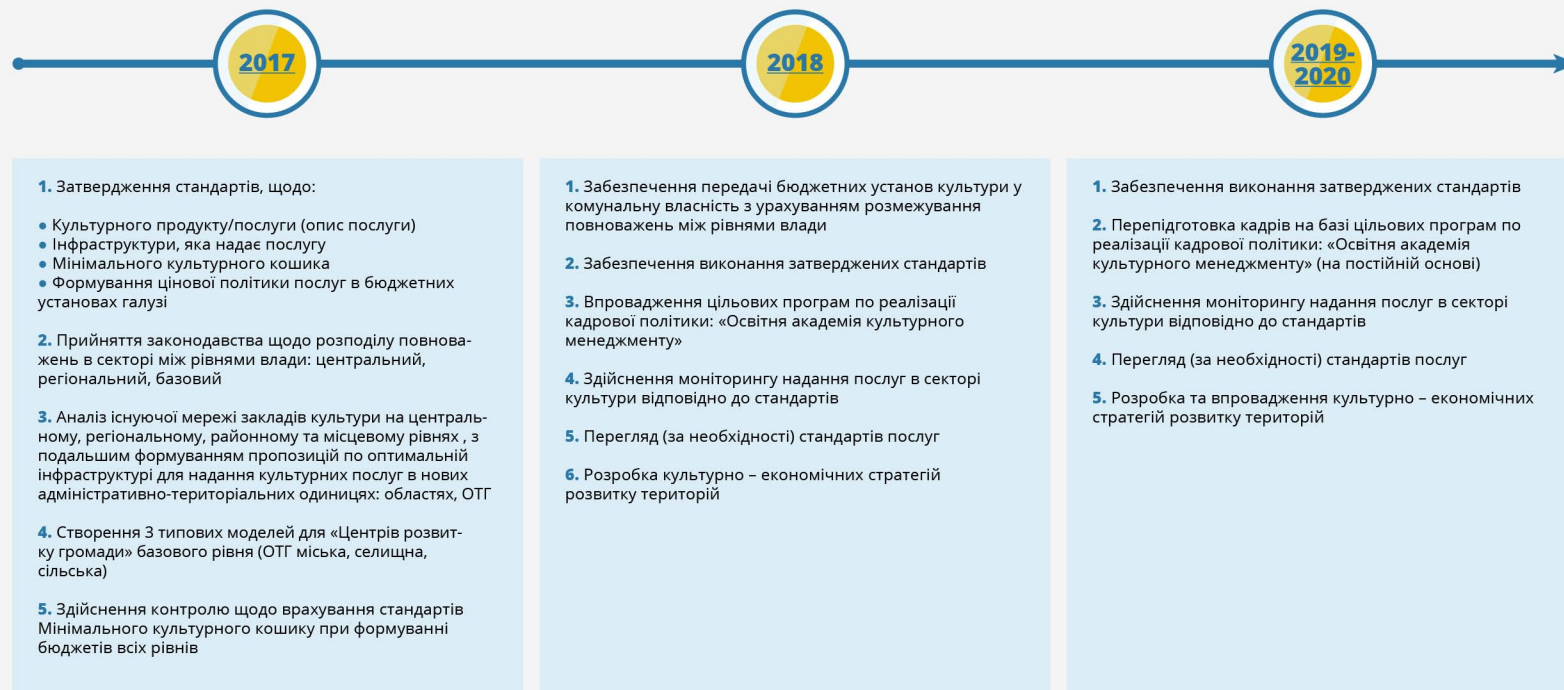 2017
2018
2019-
2020
1. Затвердження стандартів, щодо:
● Культурного продукту/послуги (опис послуги)
● Інфраструктури, яка надає послугу
● Мінімального культурного кошика
● Формування цінової політики послуг в бюджетних
установах галузі
2. Прийняття законодавства щодо розподілу повнова-
жень в секторі між рівнями влади: центральний,
регіональний, базовий
3. Аналіз існуючої мережі закладів культури на централь-
ному, регіональному, районному та місцевому рівнях , з
подальшим формуванням пропозицій по оптимальній
інфраструктурі для надання культурних послуг в нових
адміністративно-територіальних одиницях: областях, ОТГ
4. Створення 3 типових моделей для «Центрів розвит-
ку громади» базового рівня (ОТГ міська, селищна,
сільська)
5. Здійснення контролю щодо врахування стандартів
Мінімального культурного кошику при формуванні
бюджетів всіх рівнів
1. Забезпечення передачі бюджетних установ культури у
комунальну власність з урахуванням розмежування
повноважень між рівнями влади
2. Забезпечення виконання затверджених стандартів
3. Впровадження цільових програм по реалізації
кадрової політики: «Освітня академія культурного
менеджменту»
4. Здійснення моніторингу надання послуг в секторі
культури відповідно до стандартів
5. Перегляд (за необхідності) стандартів послуг
6. Розробка культурно – економічних стратегій
розвитку територій
1. Забезпечення виконання затверджених стандартів
2. Перепідготовка кадрів на базі цільових програм по
реалізації кадрової політики: «Освітня академія
культурного менеджменту» (на постійній основі)
3. Здійснення моніторингу надання послуг в секторі
культури відповідно до стандартів
4. Перегляд (за необхідності) стандартів послуг
5. Розробка та впровадження культурно – економічних
стратегій розвитку територій